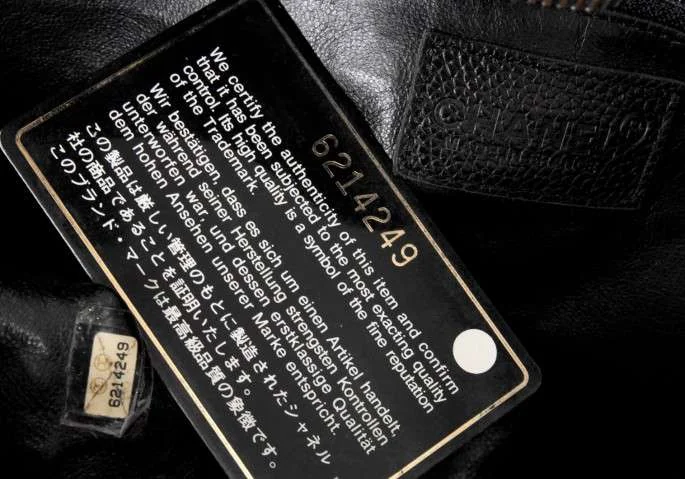 6214249
We certify the authenticity of this item and confirm
that it has been subjected to the most exacting quality
control. Its high quality is a symbol of the fine reputation
of the Trademark.
Wir bestätigen, dass es sich um einen Artikel handelt,
der während seiner Herstellung strengsten Kontrollen
unterworfen war, und dessen erstklassige Qualität
dem hohen Ansehen unserer Marke entspricht.
この製品は厳しい管理のもとに製造されたシャネル
社の商品であることを証明いたします。
このブランド・マークは最高級品質の象徴です。
6214249